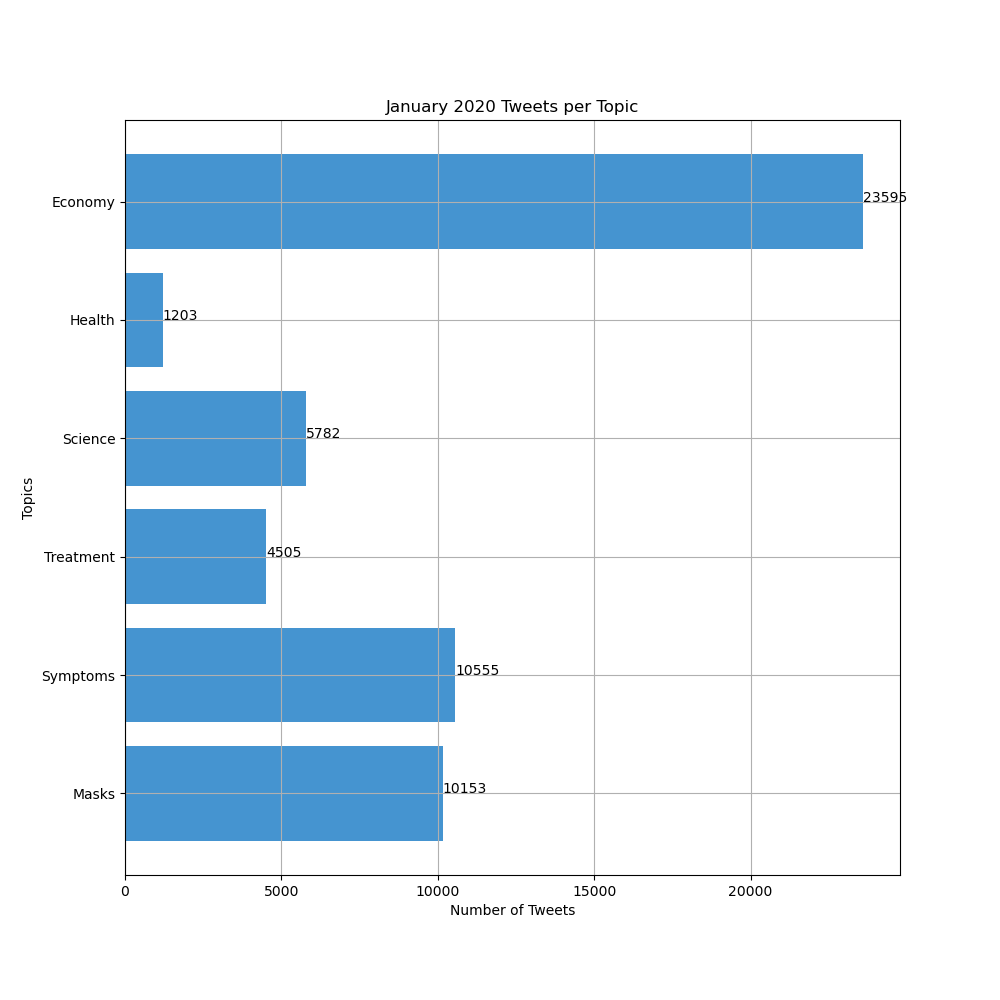 January 2020 Tweets per Topic
Economy
23595
Health
1203
Science
5782
Topics
Treatment
4505
Symptoms
10555
Masks
10153
0 5000 10000 15000 20000
Number of Tweets